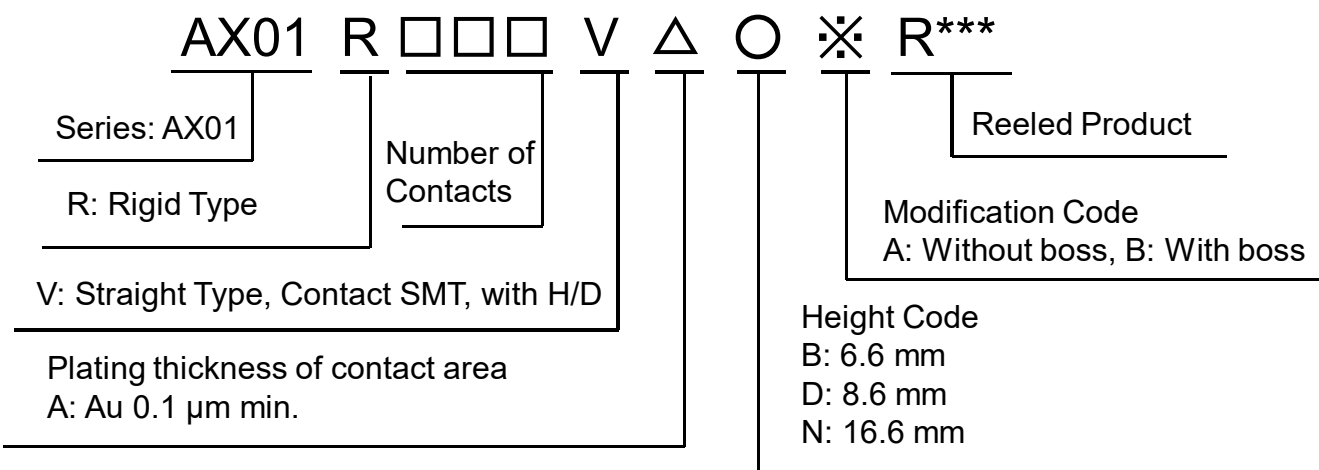 AX01 R □□□ V △ ○ ※ R***
Series: AX01
R: Rigid Type
Number of
Contacts
V: Straight Type, Contact SMT, with H/D
Plating thickness of contact area
A: Au 0.1 μm min.
Reeled Product
Modification Code
A: Without boss, B: With boss
Height Code
B: 6.6 mm
D: 8.6 mm
N: 16.6 mm